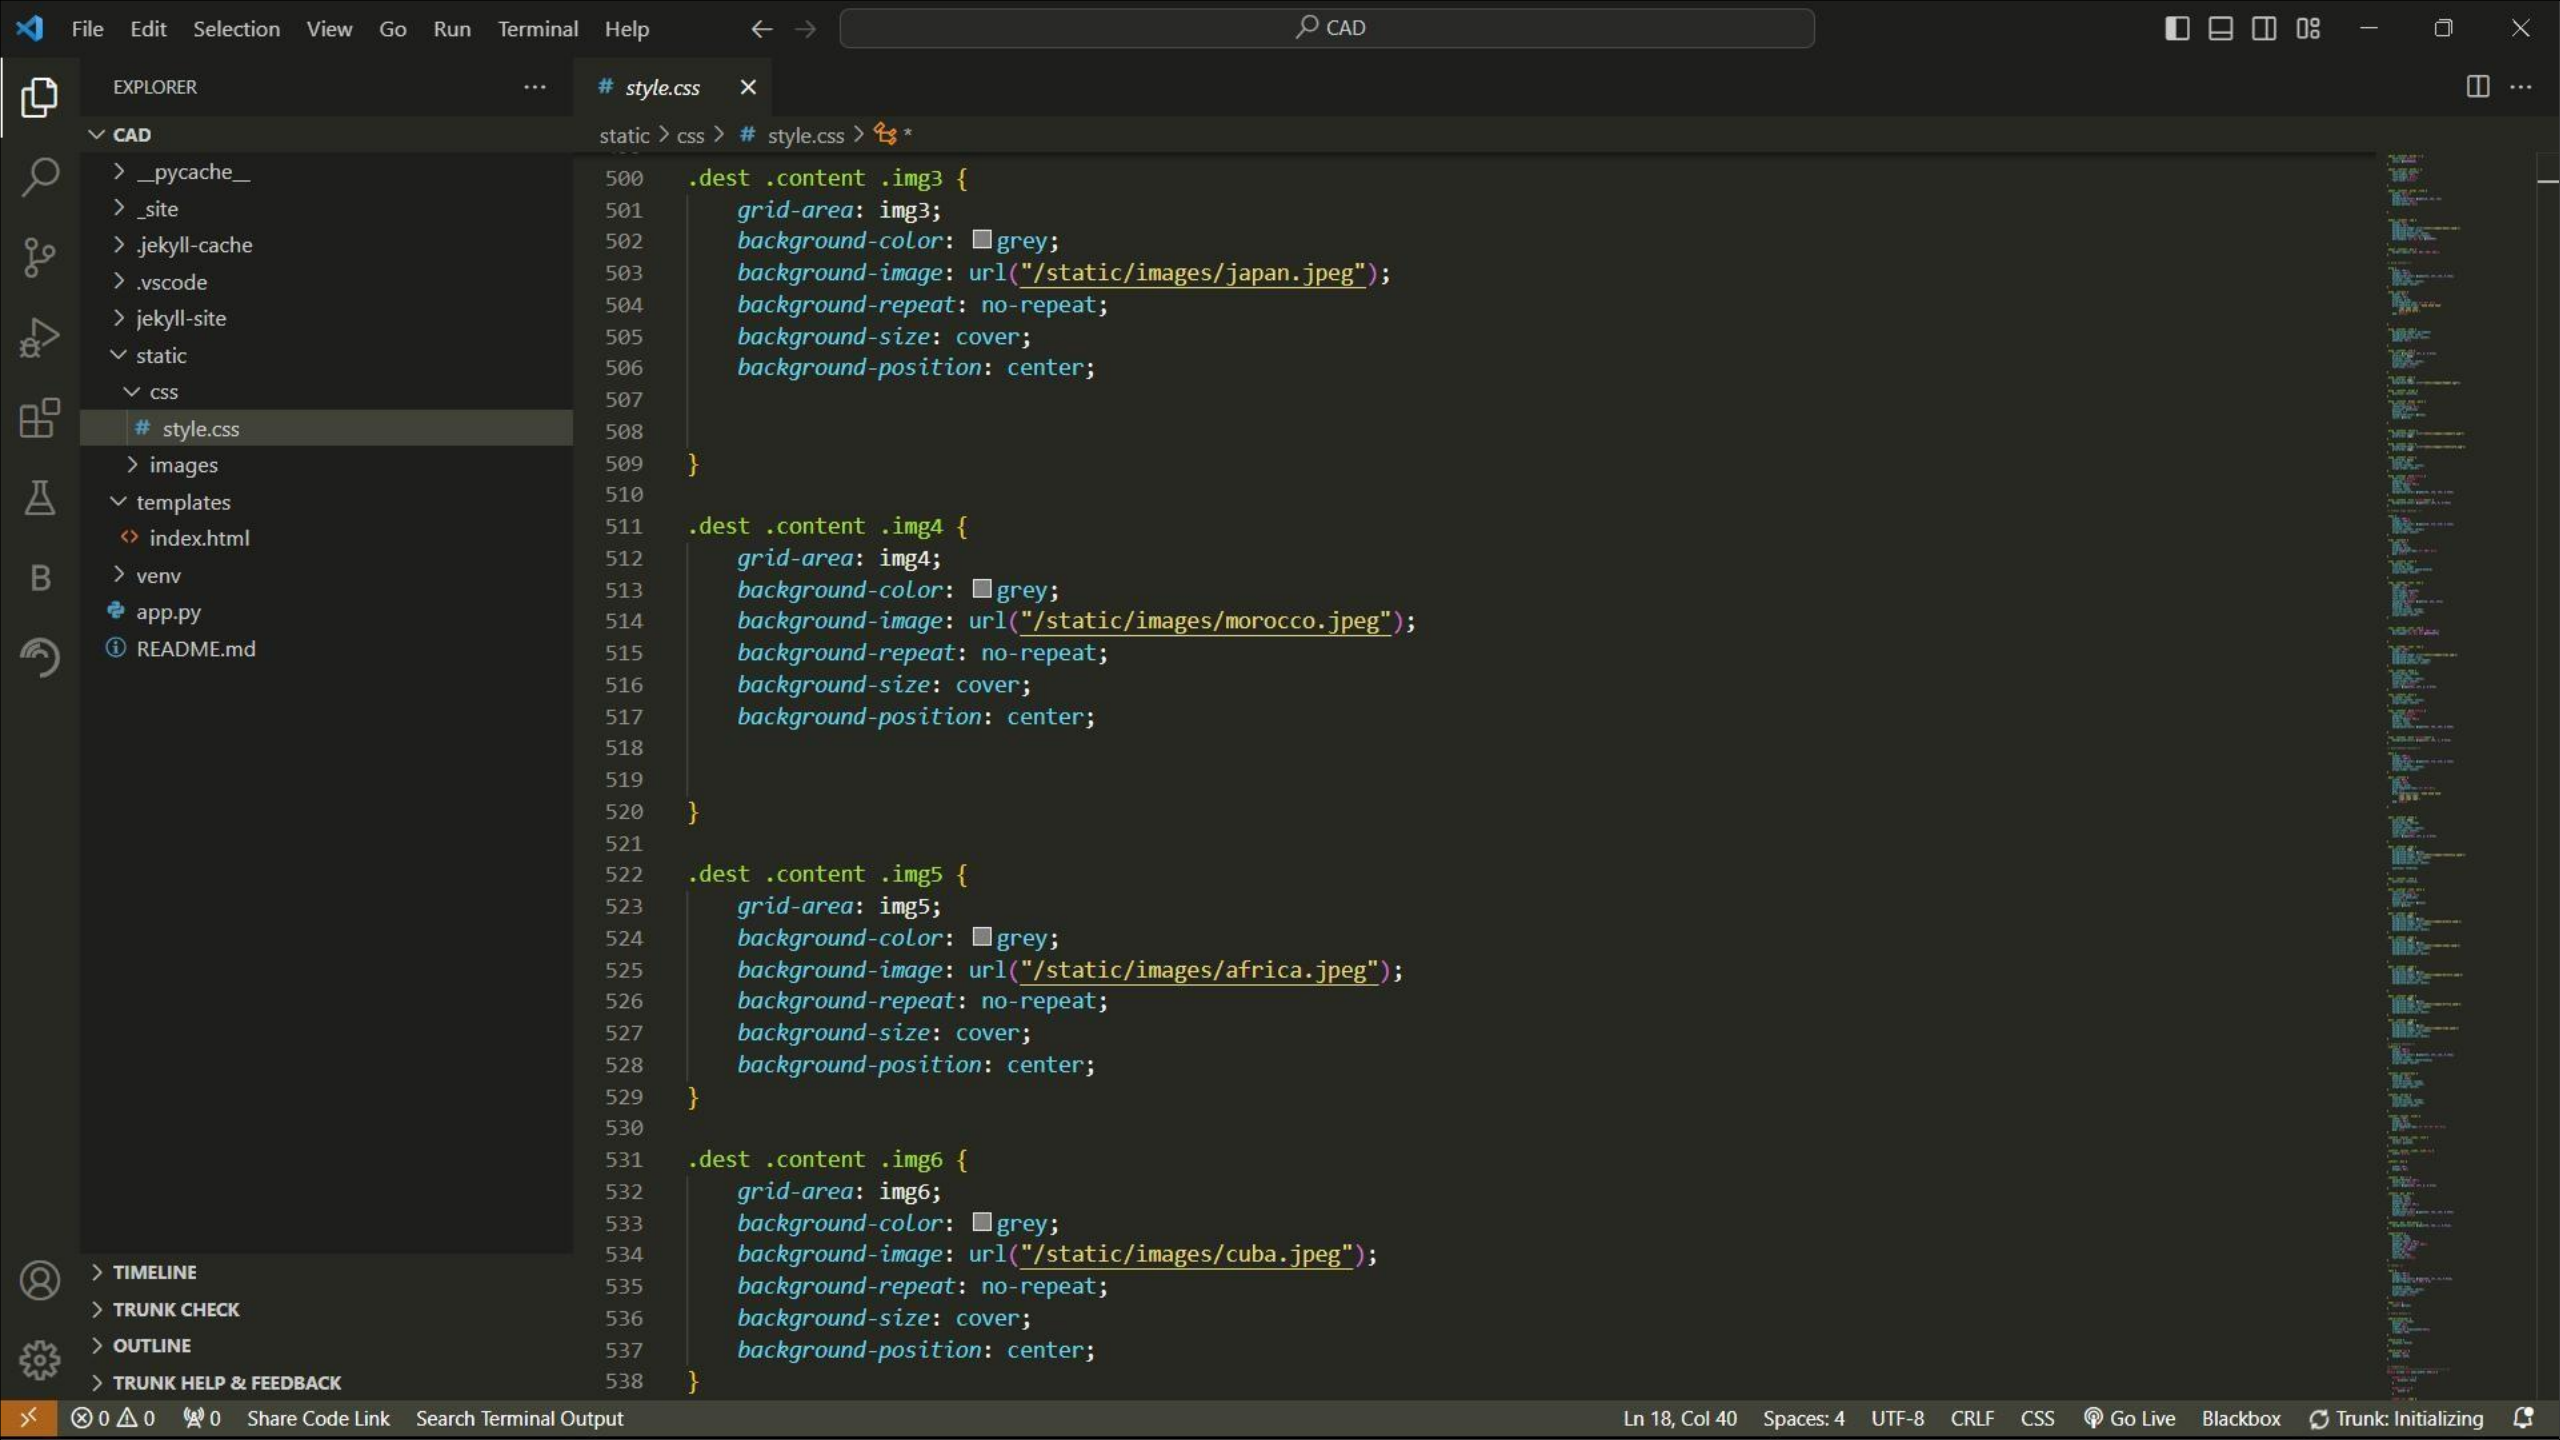 File Edit Selection View Go Run Terminal Help
CAD
EXPLORER
# style.css
CAD
static > css > # style.css > *
__pycache__
_site
.jekyll-cache
.vscode
jekyll-site
static
css
# style.css
images
templates
index.html
venv
app.py
README.md
TIMELINE
TRUNK CHECK
OUTLINE
TRUNK HELP & FEEDBACK
500 .dest .content .img3 {
501 grid-area: img3;
502 background-color: grey;
503 background-image: url("/static/images/japan.jpeg");
504 background-repeat: no-repeat;
505 background-size: cover;
506 background-position: center;
507
508
509 }
510
511 .dest .content .img4 {
512 grid-area: img4;
513 background-color: grey;
514 background-image: url("/static/images/morocco.jpeg");
515 background-repeat: no-repeat;
516 background-size: cover;
517 background-position: center;
518
519
520 }
521
522 .dest .content .img5 {
523 grid-area: img5;
524 background-color: grey;
525 background-image: url("/static/images/africa.jpeg");
526 background-repeat: no-repeat;
527 background-size: cover;
528 background-position: center;
529 }
530
531 .dest .content .img6 {
532 grid-area: img6;
533 background-color: grey;
534 background-image: url("/static/images/cuba.jpeg");
535 background-repeat: no-repeat;
536 background-size: cover;
537 background-position: center;
538 }
0 0 0 Share Code Link Search Terminal Output Ln 18, Col 40 Spaces: 4 UTF-8 CRLF CSS Go Live Blackbox Trunk: Initializing